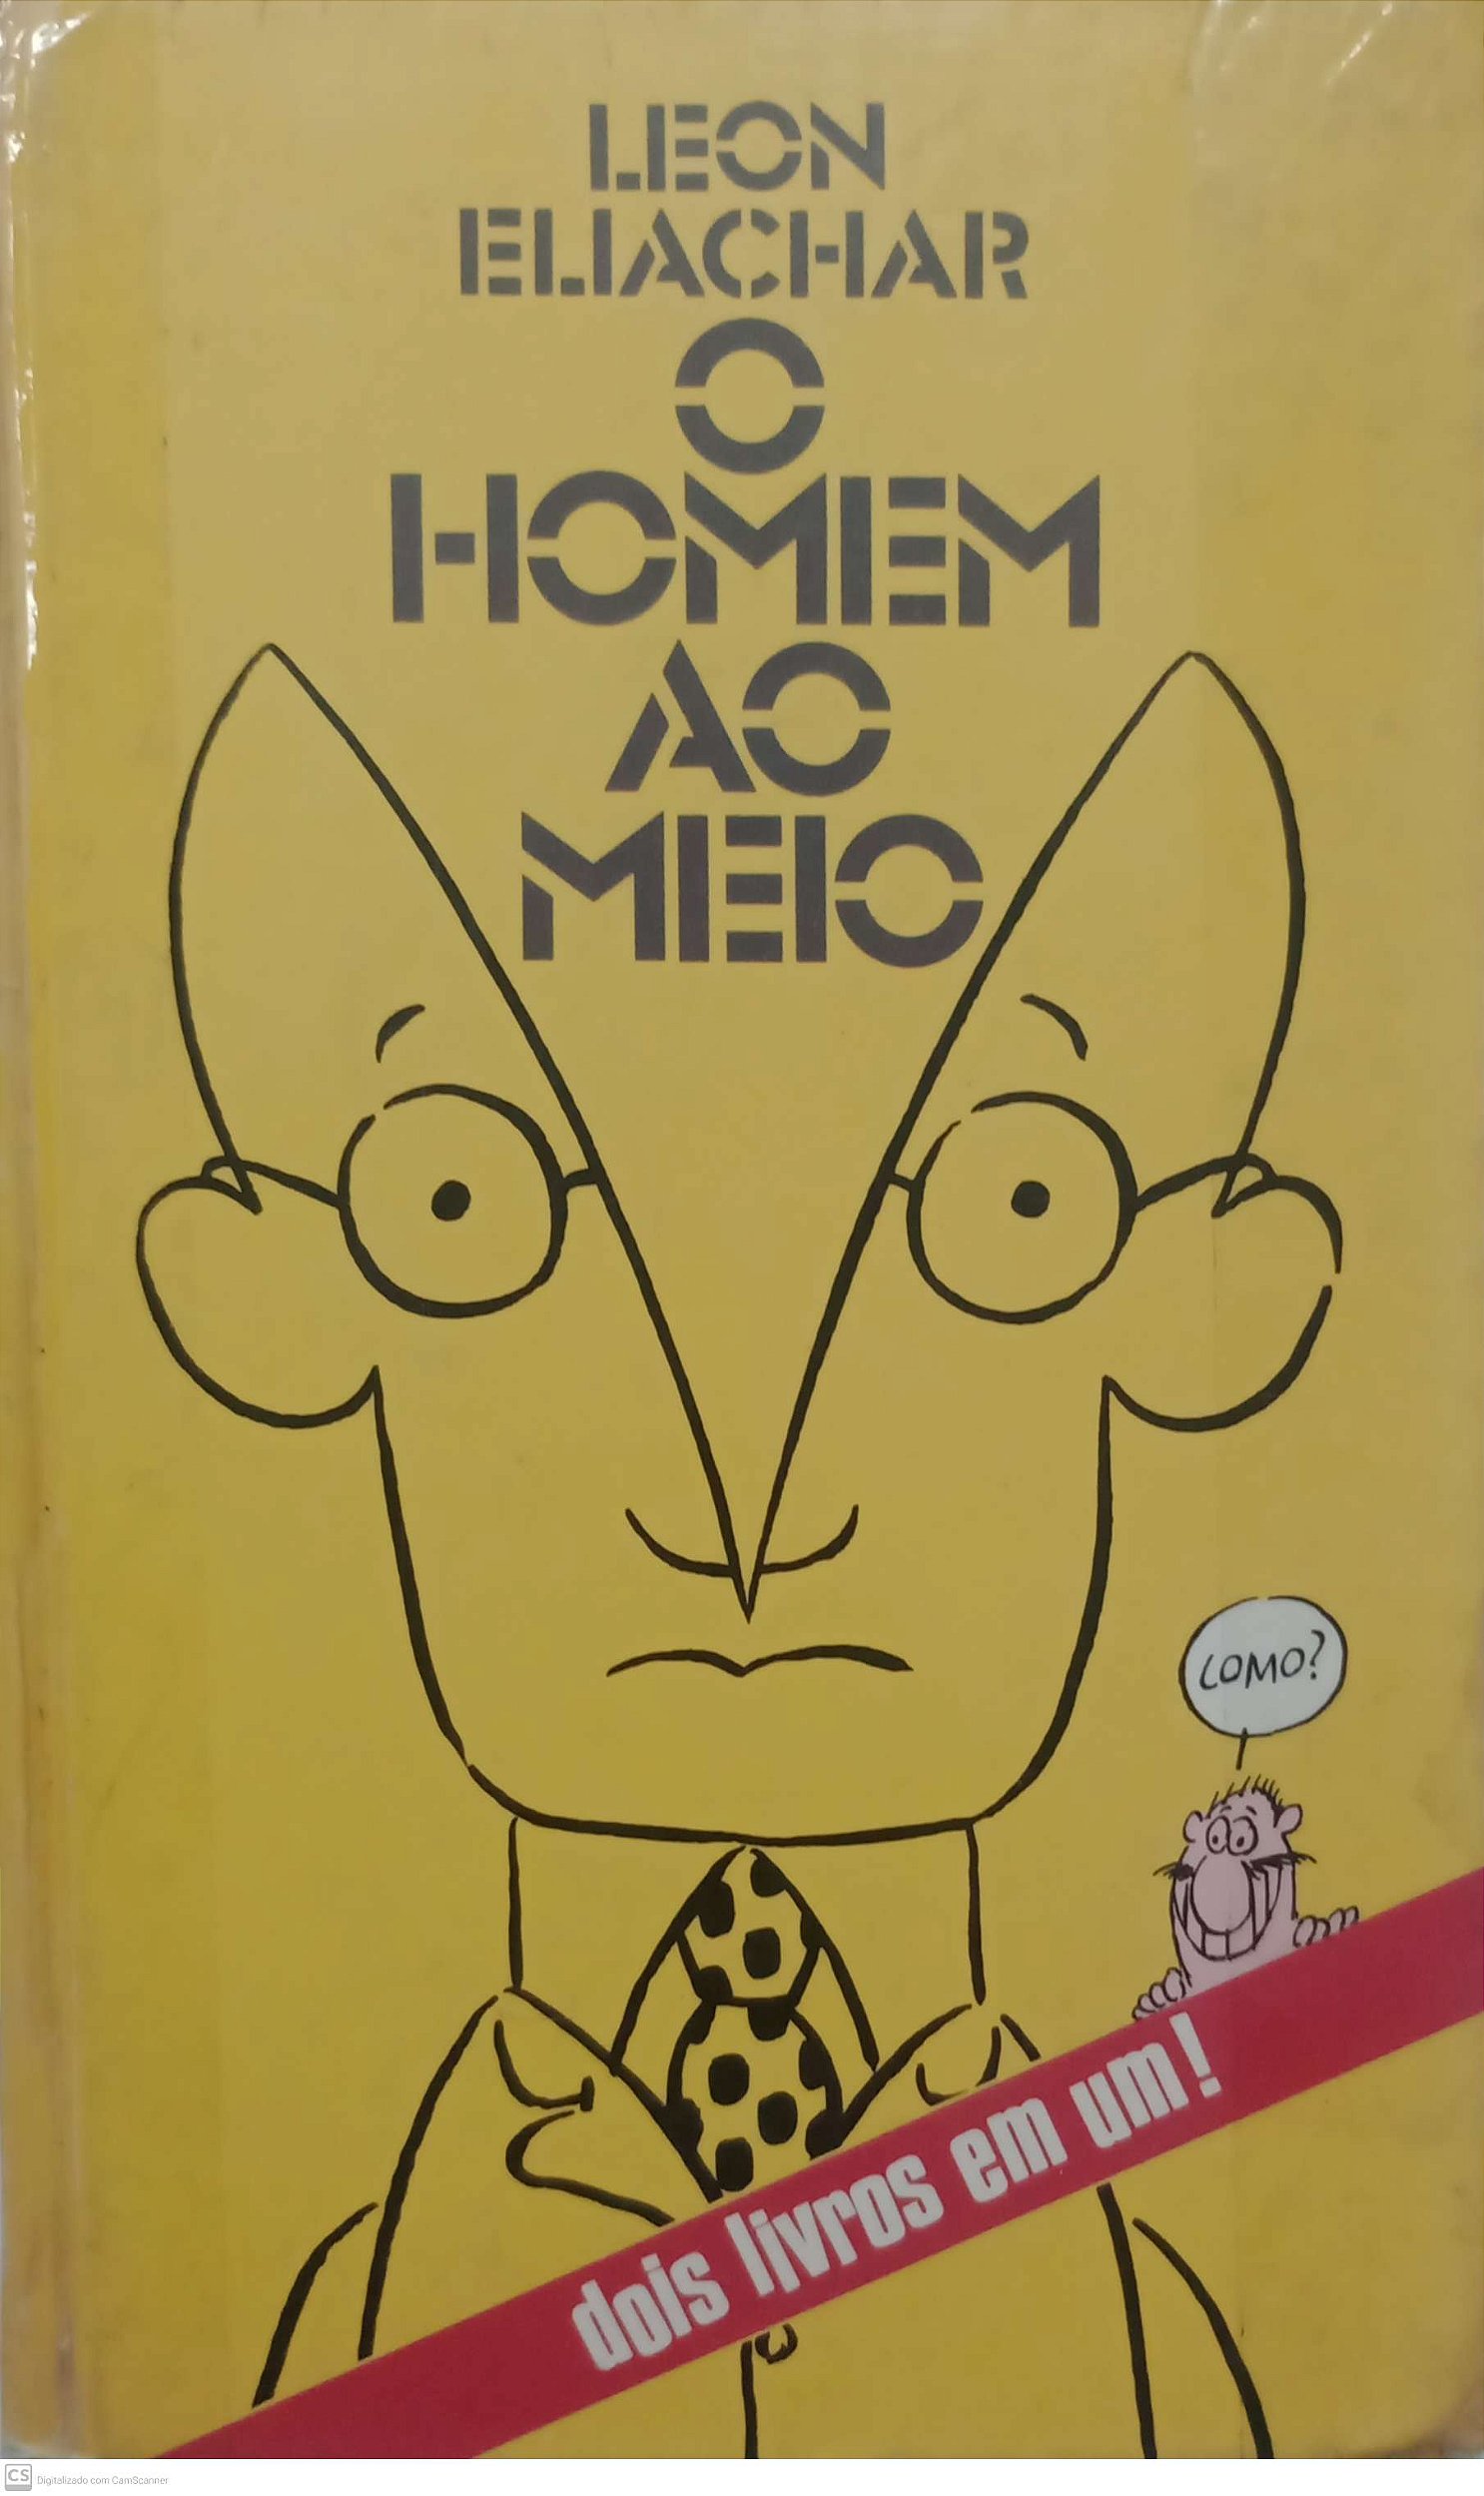 LEON
ELIACHAR
O
HOMEM
AO
MEIO
COMO?
dois livros em um!
CS Digitalizado com CamScanner